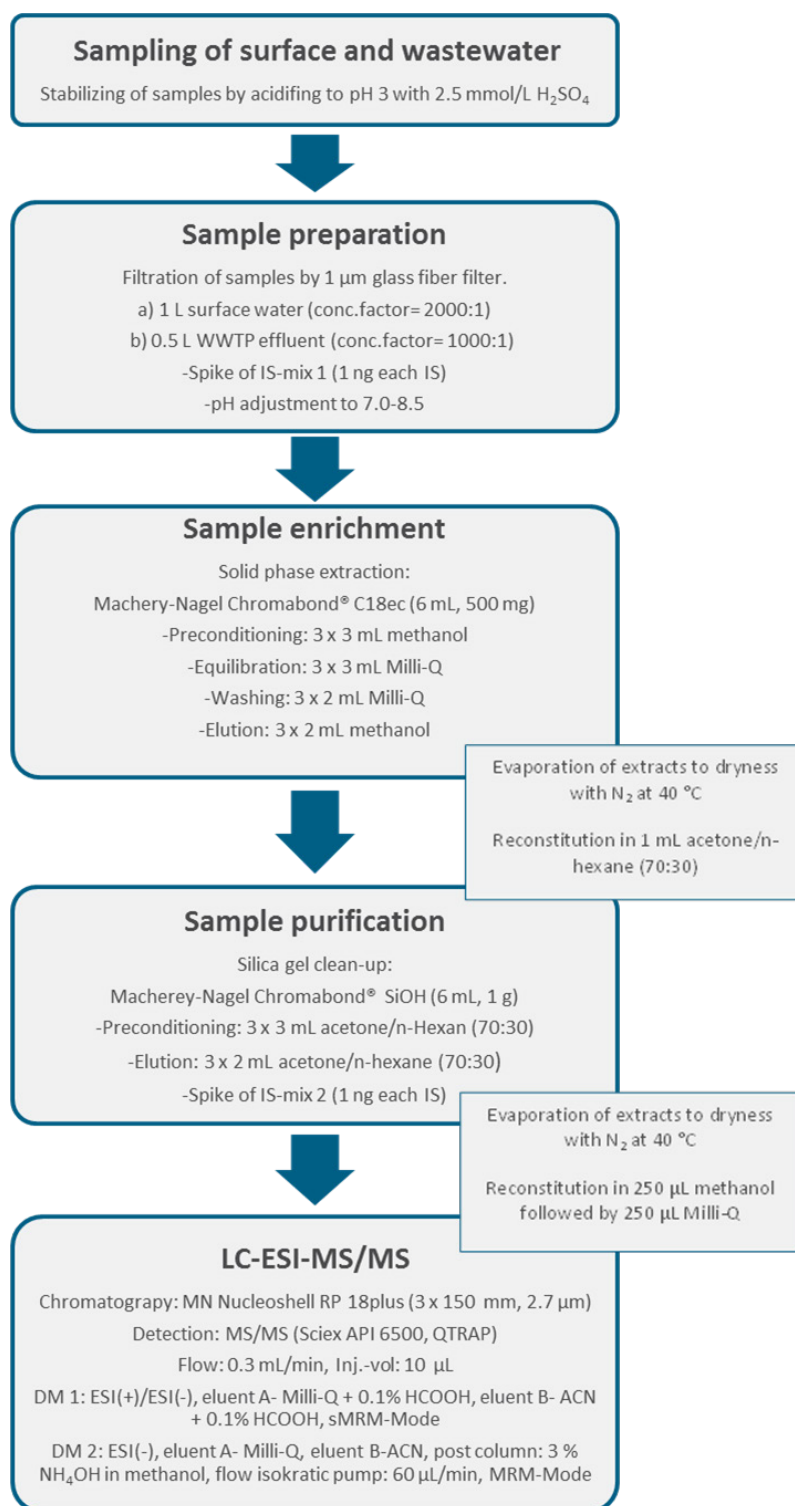 Sampling of surface and wastewater
Stabilizing of samples by acidifing to pH 3 with 2.5 mmol/L H₂SO₄
Sample preparation
Filtration of samples by 1 µm glass fiber filter.
a) 1 L surface water (conc.factor= 2000:1)
b) 0.5 L WWTP effluent (conc.factor= 1000:1)
-Spike of IS-mix 1 (1 ng each IS)
-pH adjustment to 7.0-8.5
Sample enrichment
Solid phase extraction:
Machery-Nagel Chromabond® C18ec (6 mL, 500 mg)
-Preconditioning: 3 x 3 mL methanol
-Equilibration: 3 x 3 mL Milli-Q
-Washing: 3 x 2 mL Milli-Q
-Elution: 3 x 2 mL methanol
Evaporation of extracts to dryness
with N₂ at 40 °C
Reconstitution in 1 mL acetone/n-
hexane (70:30)
Sample purification
Silica gel clean-up:
Macherey-Nagel Chromabond® SiOH (6 mL, 1 g)
-Preconditioning: 3 x 3 mL acetone/n-Hexan (70:30)
-Elution: 3 x 2 mL acetone/n-hexane (70:30)
-Spike of IS-mix 2 (1 ng each IS)
Evaporation of extracts to dryness
with N₂ at 40 °C
Reconstitution in 250 µL methanol
followed by 250 µL Milli-Q
LC-ESI-MS/MS
Chromatograpy: MN Nucleoshell RP 18plus (3 x 150 mm, 2.7 µm)
Detection: MS/MS (Sciex API 6500, QTRAP)
Flow: 0.3 mL/min, Inj.-vol: 10 µL
DM 1: ESI(+)/ESI(-), eluent A- Milli-Q + 0.1% HCOOH, eluent B- ACN
+ 0.1% HCOOH, sMRM-Mode
DM 2: ESI(-), eluent A- Milli-Q, eluent B-ACN, post column: 3 %
NH₄OH in methanol, flow isokratic pump: 60 µL/min, MRM-Mode